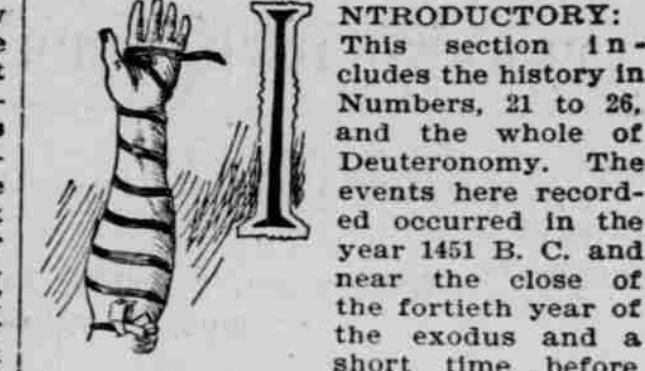 INTRODUCTORY:
This section in-
cludes the history in
Numbers, 21 to 26,
and the whole of
Deuteronomy. The
events here record-
ed occurred in the
year 1451 B. C. and
near the close of
the fortieth year of
the exodus and a
short time before